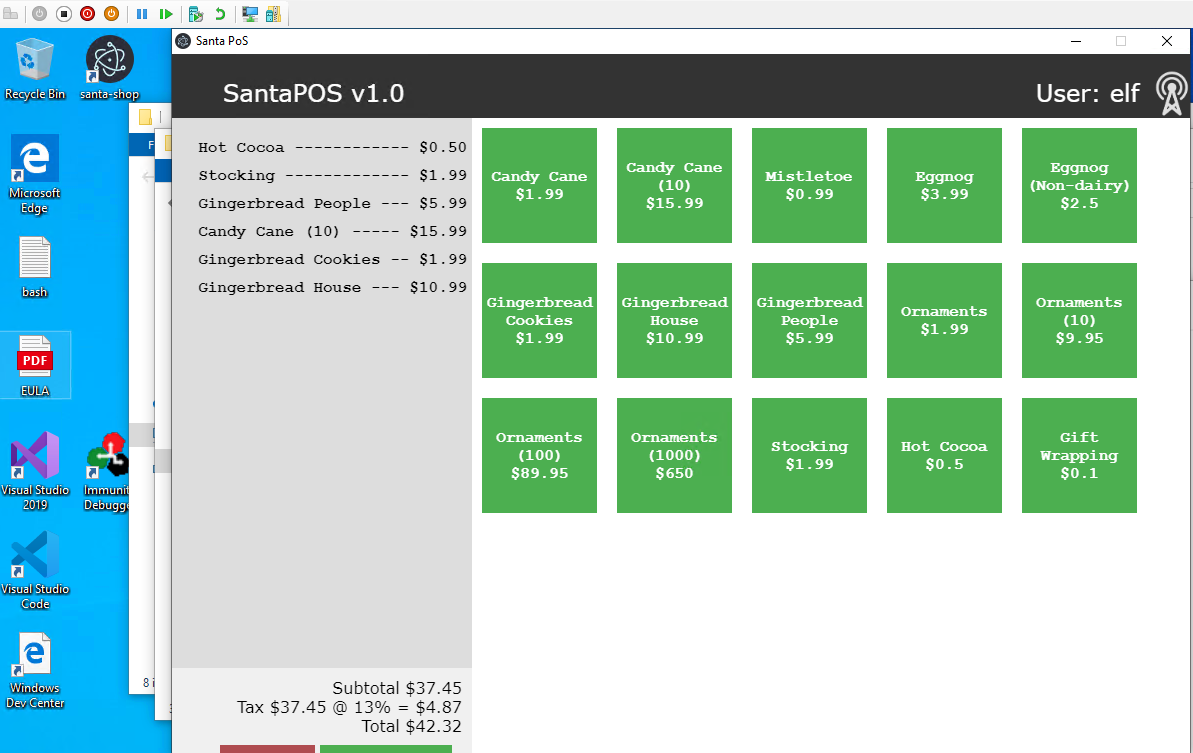 Santa PoS
SantaPOS v1.0
User: elf
Recycle Bin
santa-shop
Microsoft
Edge
bash
PDF
EULA
Visual Studio
2019
Immunit
Debugge
Visual Studio
Code
Windows
Dev Center
F
8 i
Hot Cocoa ------------ $0.50
Stocking ------------- $1.99
Gingerbread People --- $5.99
Candy Cane (10) ----- $15.99
Gingerbread Cookies -- $1.99
Gingerbread House --- $10.99
Subtotal $37.45
Tax $37.45 @ 13% = $4.87
Total $42.32
Candy Cane
$1.99
Candy Cane
(10)
$15.99
Mistletoe
$0.99
Eggnog
$3.99
Eggnog
(Non-dairy)
$2.5
Gingerbread
Cookies
$1.99
Gingerbread
House
$10.99
Gingerbread
People
$5.99
Ornaments
$1.99
Ornaments
(10)
$9.95
Ornaments
(100)
$89.95
Ornaments
(1000)
$650
Stocking
$1.99
Hot Cocoa
$0.5
Gift
Wrapping
$0.1